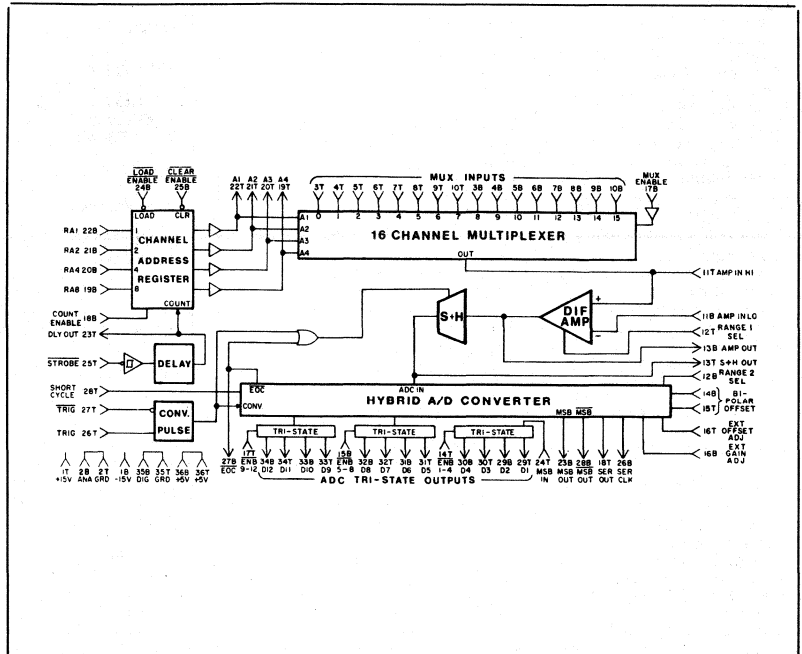 LOAD ENABLE 24B
CLEAR ENABLE 25B
A1 22T
A2 21T
A3 20T
A4 19T
MUX INPUTS
3T 4T 5T 6T 7T 8T 9T 10T 3B 4B 5B 6B 7B 8B 9B 10B
MUX ENABLE 17B
LOAD CLR
A1 0 1 2 3 4 5 6 7 8 9 10 11 12 13 14 15
A2
A3
A4
16 CHANNEL MULTIPLEXER
OUT
RA1 22B 1
RA2 21B 2
RA4 20B 4
RA8 19B 8
CHANNEL ADDRESS REGISTER
COUNT
COUNT ENABLE 18B
DLY OUT 23T
STROBE 25T
DELAY
SHORT CYCLE 28T
TRIG 27T
TRIG 26T
CONV. PULSE
S+H
DIF AMP
+
-
11T AMP IN HI
11B AMP IN LO
12T RANGE 1 SEL
13B AMP OUT
13T S+H OUT
12B RANGE 2 SEL
EOC
CONV
ADC IN
HYBRID A/D CONVERTER
MSB MSB
14B
15T
BI-POLAR OFFSET
16T EXT OFFSET ADJ
16B EXT GAIN ADJ
TRI-STATE
TRI-STATE
TRI-STATE
1T +15V
2B ANA
2T GRD
1B -15V
35B DIG
35T GRD
36B +5V
36T +5V
27B EOC
17T ENB 9-12
34B D12
34T D11
33B D10
33T D9
15B ENB 5-8
32B D8
32T D7
31B D6
31T D5
14T ENB 1-4
30B D4
30T D3
29B D2
29T D1
24T MSB IN
23B MSB OUT
28B MSB OUT
18T SER OUT
26B SER CLK
ADC TRI-STATE OUTPUTS